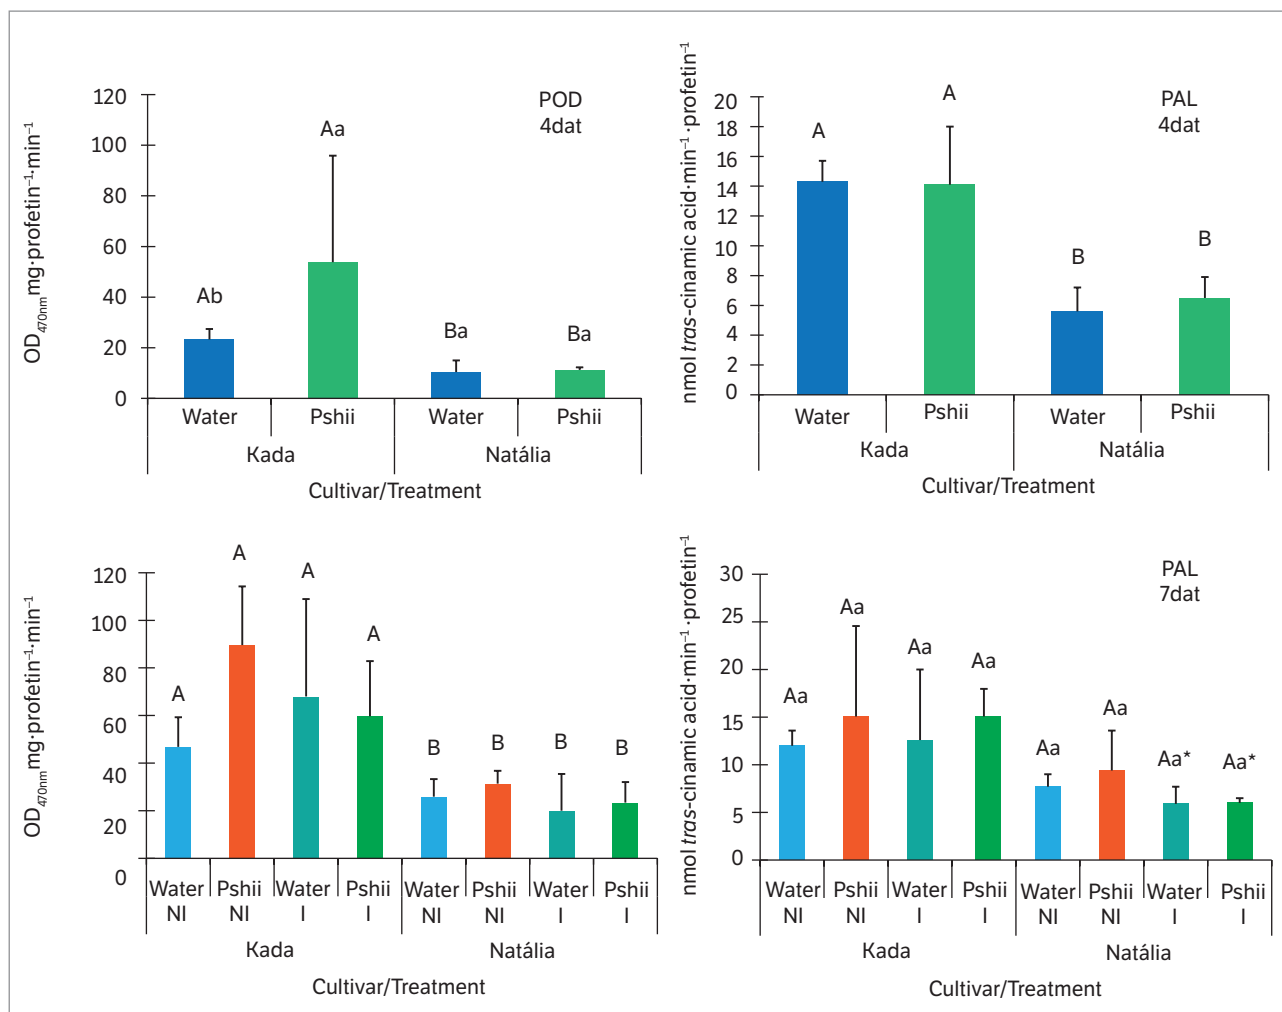 POD
4dat
OD470nm mg·profetin–1·min–1
120
100
80
60
40
20
0
Ab
Aa
Ba
Ba
Water
Pshii
Water
Pshii
Kada
Natália
Cultivar/Treatment
PAL
4dat
nmol tras-cinamic acid·min–1·profetin–1
20
18
16
14
12
10
8
6
4
2
0
A
A
B
B
Water
Pshii
Water
Pshii
Kada
Natália
Cultivar/Treatment
OD470nm mg·profetin–1·min–1
120
100
80
60
40
20
0
A
A
A
A
B
B
B
B
Water Pshii Water Pshii Water Pshii Water Pshii
NI NI I I NI NI I I
Kada
Natália
Cultivar/Treatment
PAL
7dat
nmol tras-cinamic acid·min–1·profetin–1
30
25
20
15
10
5
0
Aa
Aa
Aa
Aa
Aa
Aa
Aa*
Aa*
Water Pshii Water Pshii Water Pshii Water Pshii
NI NI I I NI NI I I
Kada
Natália
Cultivar/Treatment